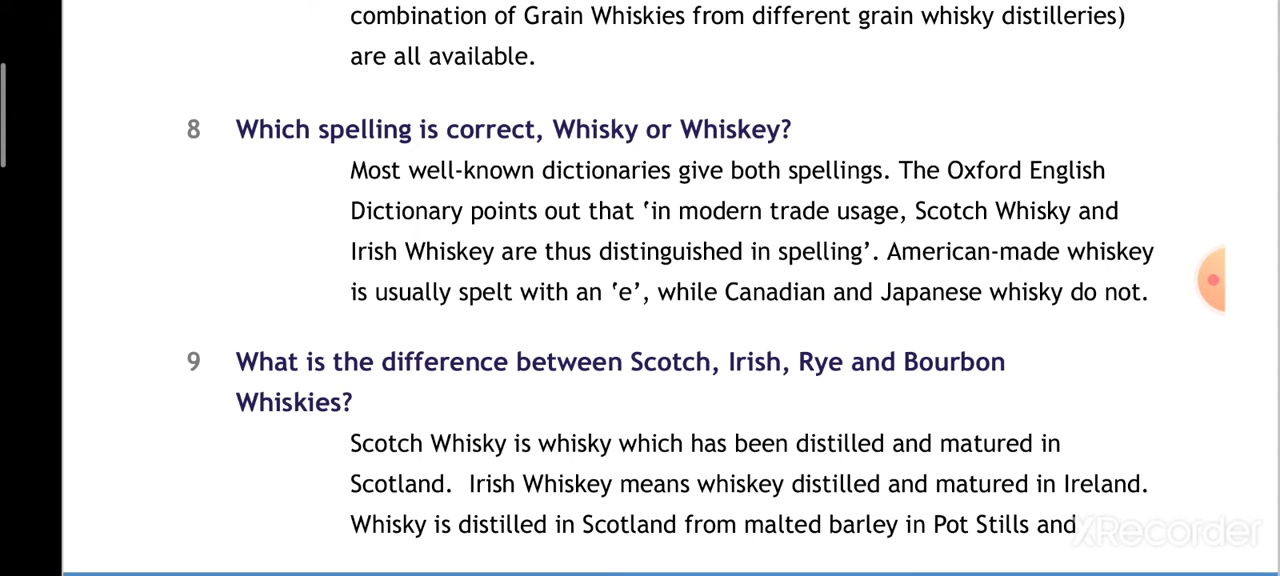 combination of Grain Whiskies from different grain whisky distilleries)
are all available.
8 Which spelling is correct, Whisky or Whiskey?
Most well-known dictionaries give both spellings. The Oxford English
Dictionary points out that ‘in modern trade usage, Scotch Whisky and
Irish Whiskey are thus distinguished in spelling’. American-made whiskey
is usually spelt with an ‘e’, while Canadian and Japanese whisky do not.
9 What is the difference between Scotch, Irish, Rye and Bourbon
Whiskies?
Scotch Whisky is whisky which has been distilled and matured in
Scotland. Irish Whiskey means whiskey distilled and matured in Ireland.
Whisky is distilled in Scotland from malted barley in Pot Stills and
XRecorder